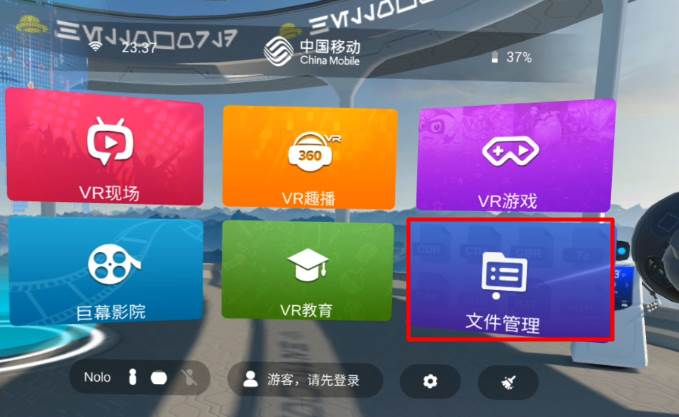 23:37
中国移动
China Mobile
37%
VR现场
VR
360
VR趣播
VR游戏
巨幕影院
VR教育
文件管理
Nolo
游客，请先登录